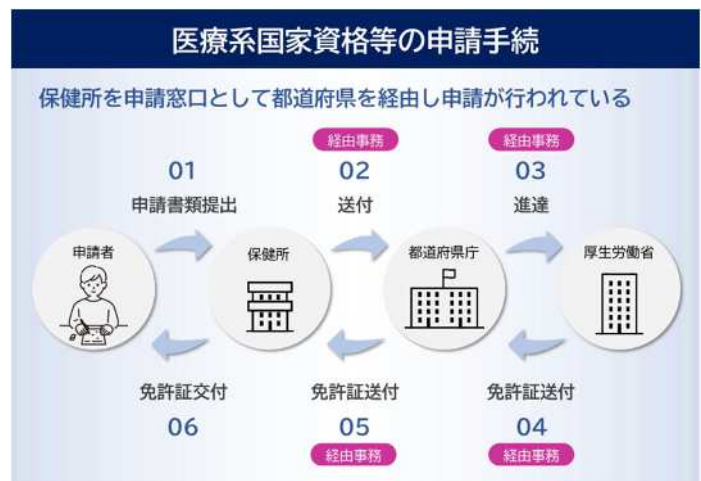 医療系国家資格等の申請手続
保健所を申請窓口として都道府県を経由し申請が行われている
経由事務
経由事務
01
02
03
申請書類提出
送付
進達
申請者
保健所
都道府県庁
厚生労働省
免許証交付
免許証送付
免許証送付
06
05
04
経由事務
経由事務